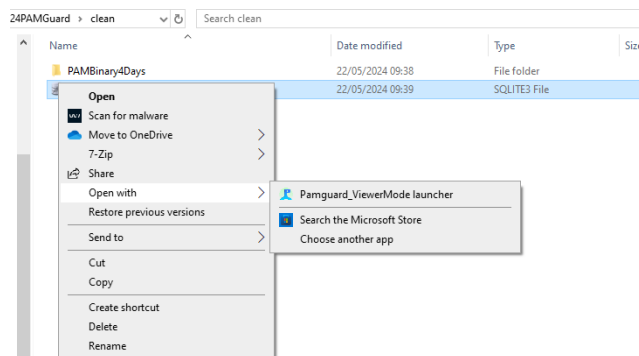 24PAMGuard > clean
Search clean
Name Date modified Type Siz
PAMBinary4Days 22/05/2024 09:38 File folder
22/05/2024 09:39 SQLITE3 File
Open
Scan for malware
Move to OneDrive
7-Zip
Share
Open with
Pamguard_ViewerMode launcher
Restore previous versions
Search the Microsoft Store
Send to
Choose another app
Cut
Copy
Create shortcut
Delete
Rename